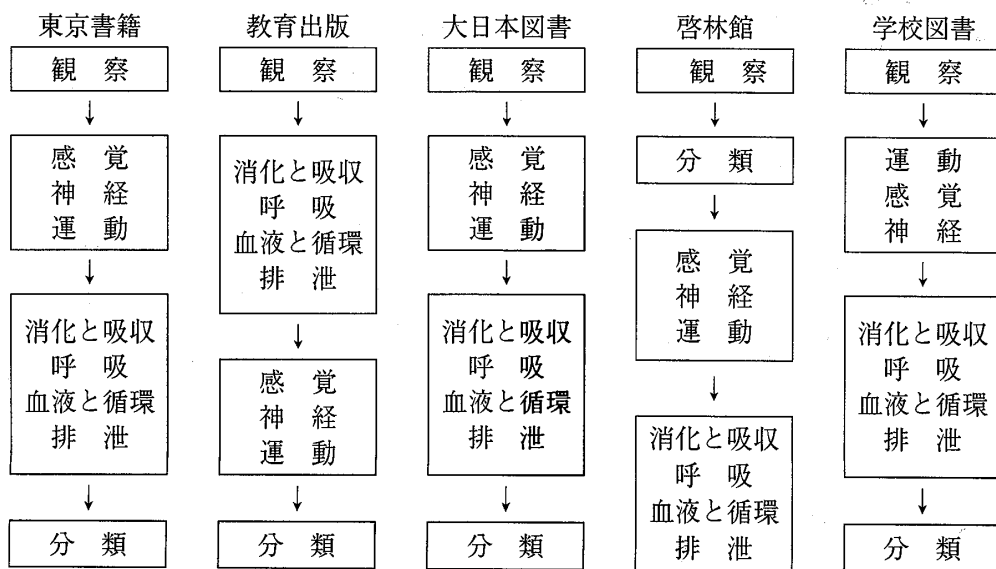 東京書籍
観察
↓
感覚
神経
運動
↓
消化と吸収
呼吸
血液と循環
排泄
↓
分類
教育出版
観察
↓
消化と吸収
呼吸
血液と循環
排泄
↓
感覚
神経
運動
↓
分類
大日本図書
観察
↓
感覚
神経
運動
↓
消化と吸収
呼吸
血液と循環
排泄
↓
分類
啓林館
観察
↓
分類
↓
感覚
神経
運動
↓
消化と吸収
呼吸
血液と循環
排泄
学校図書
観察
↓
運動
感覚
神経
↓
消化と吸収
呼吸
血液と循環
排泄
↓
分類